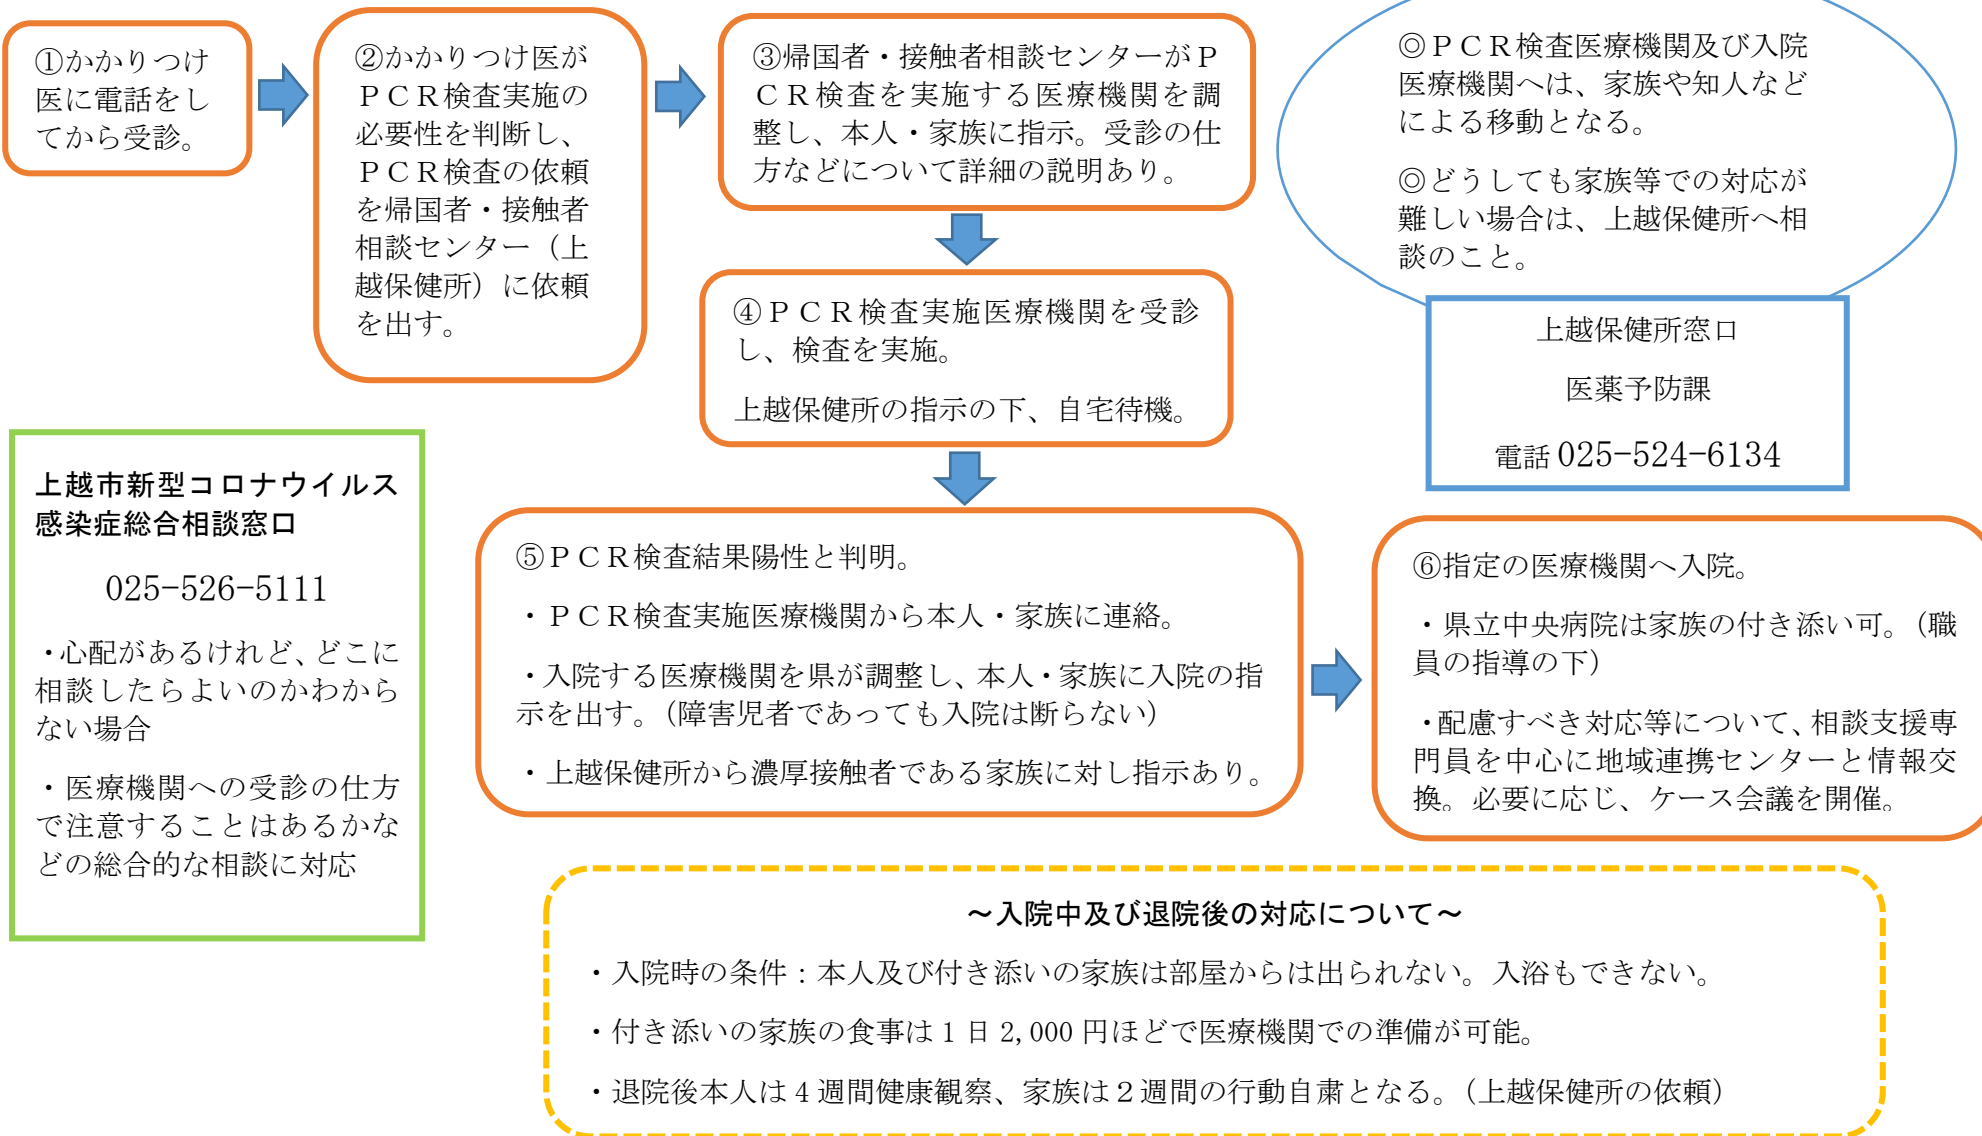 ①かかりつけ
医に電話をし
てから受診。
②かかりつけ医が
ＰＣＲ検査実施の
必要性を判断し、
ＰＣＲ検査の依頼
を帰国者・接触者
相談センター（上
越保健所）に依頼
を出す。
③帰国者・接触者相談センターがＰ
ＣＲ検査を実施する医療機関を調
整し、本人・家族に指示。受診の仕
方などについて詳細の説明あり。
◎ＰＣＲ検査医療機関及び入院
医療機関へは、家族や知人など
による移動となる。
◎どうしても家族等での対応が
難しい場合は、上越保健所へ相
談のこと。
上越保健所窓口
医薬予防課
電話 025-524-6134
④ＰＣＲ検査実施医療機関を受診
し、検査を実施。
上越保健所の指示の下、自宅待機。
上越市新型コロナウイルス
感染症総合相談窓口
025-526-5111
・心配があるけれど、どこに
相談したらよいのかわから
ない場合
・医療機関への受診の仕方
で注意することはあるかな
どの総合的な相談に対応
⑤ＰＣＲ検査結果陽性と判明。
・ＰＣＲ検査実施医療機関から本人・家族に連絡。
・入院する医療機関を県が調整し、本人・家族に入院の指
示を出す。（障害児者であっても入院は断らない）
・上越保健所から濃厚接触者である家族に対し指示あり。
⑥指定の医療機関へ入院。
・県立中央病院は家族の付き添い可。（職
員の指導の下）
・配慮すべき対応等について、相談支援専
門員を中心に地域連携センターと情報交
換。必要に応じ、ケース会議を開催。
～入院中及び退院後の対応について～
・入院時の条件：本人及び付き添いの家族は部屋からは出られない。入浴もできない。
・付き添いの家族の食事は 1 日 2,000 円ほどで医療機関での準備が可能。
・退院後本人は 4 週間健康観察、家族は２週間の行動自粛となる。（上越保健所の依頼）